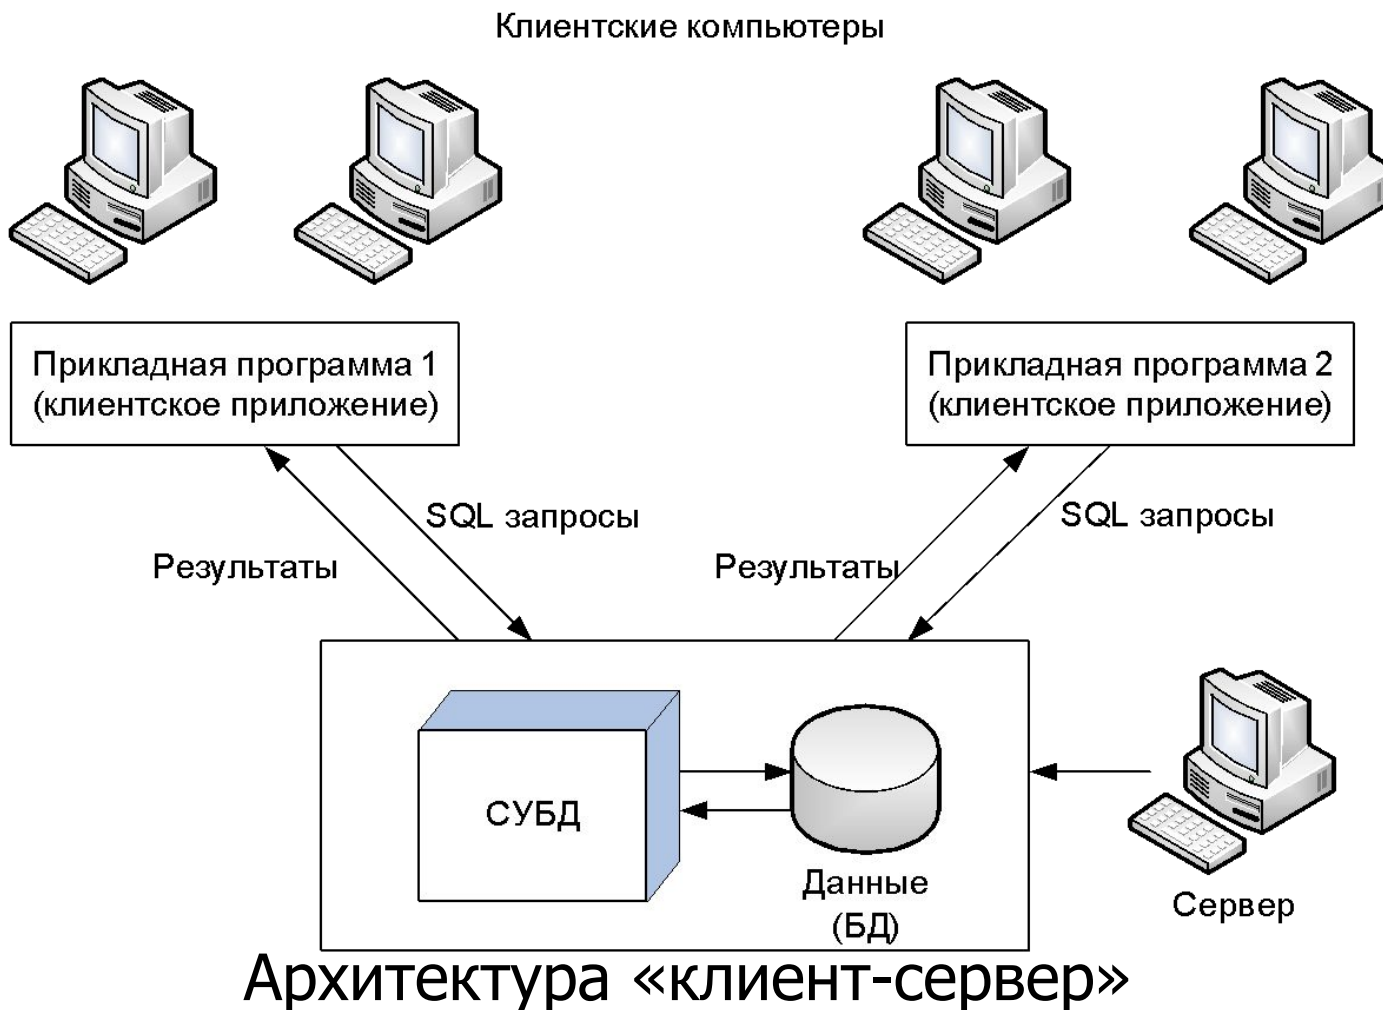 Клиентские компьютеры
Прикладная программа 1
(клиентское приложение)
Прикладная программа 2
(клиентское приложение)
SQL запросы
Результаты
SQL запросы
Результаты
СУБД
Данные
(БД)
Сервер
Архитектура «клиент-сервер»